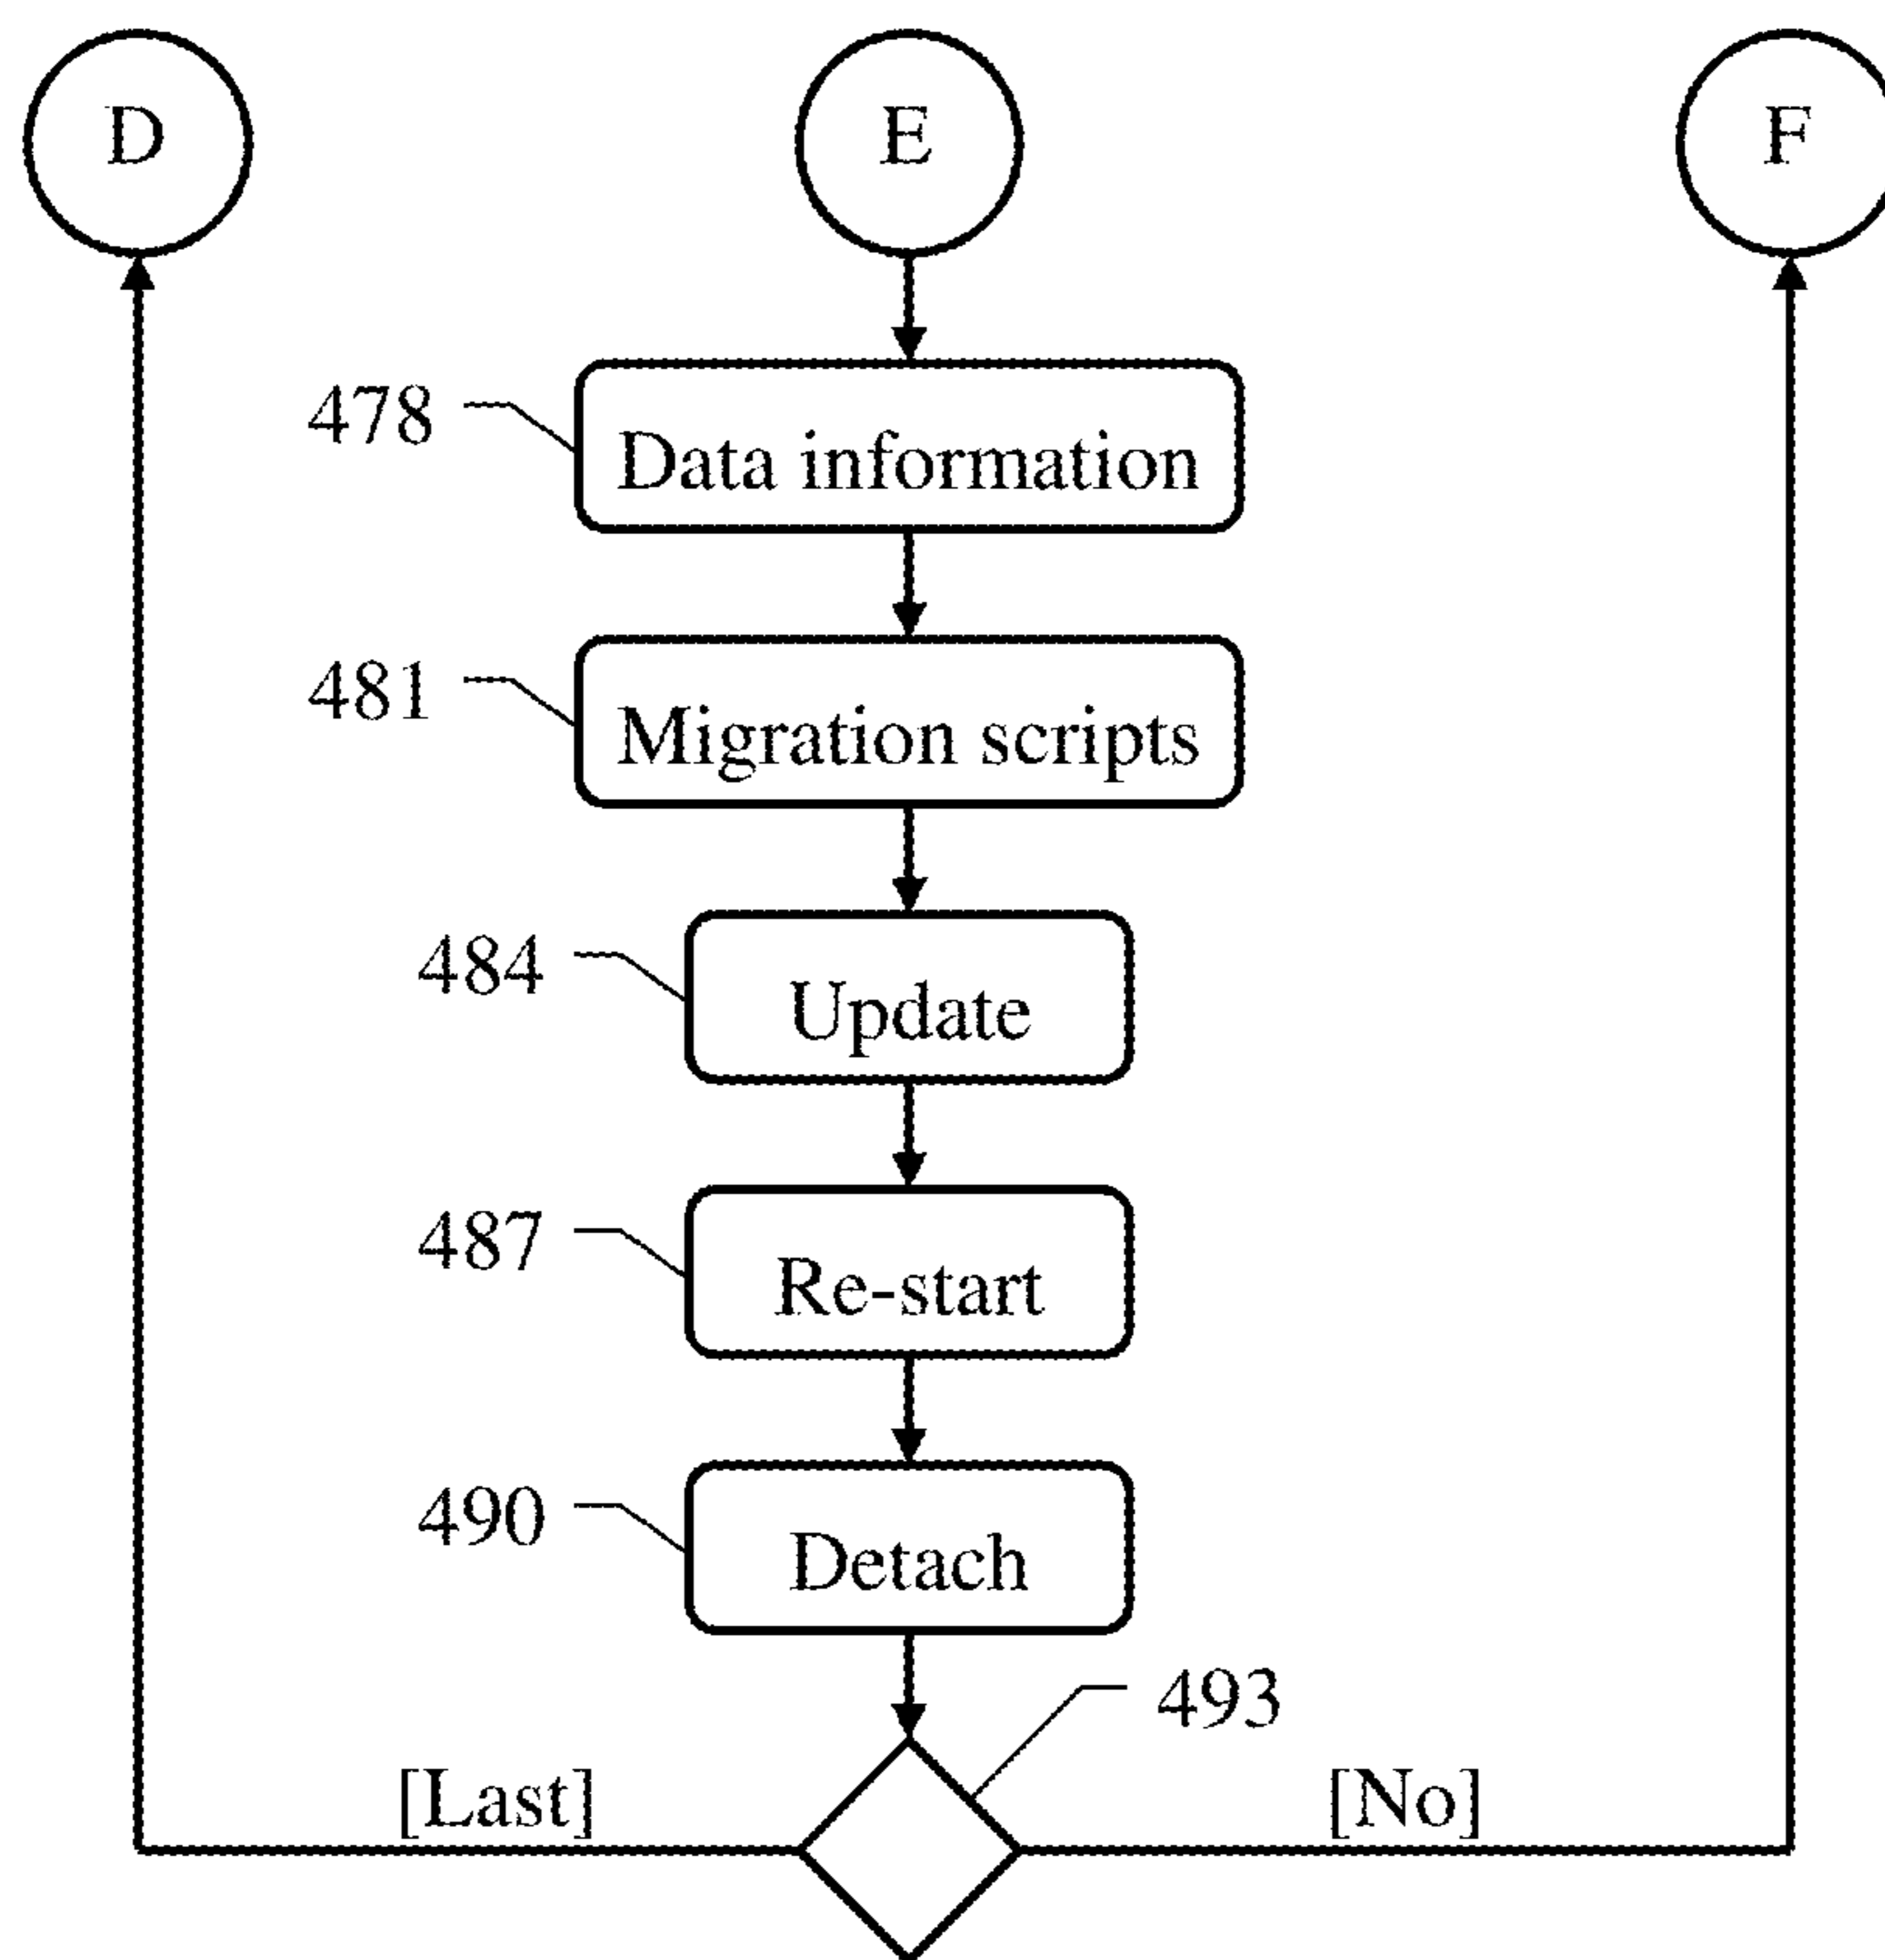 D
E
F
478
Data information
481
Migration scripts
484
Update
487
Re-start
490
Detach
493
[Last]
[No]